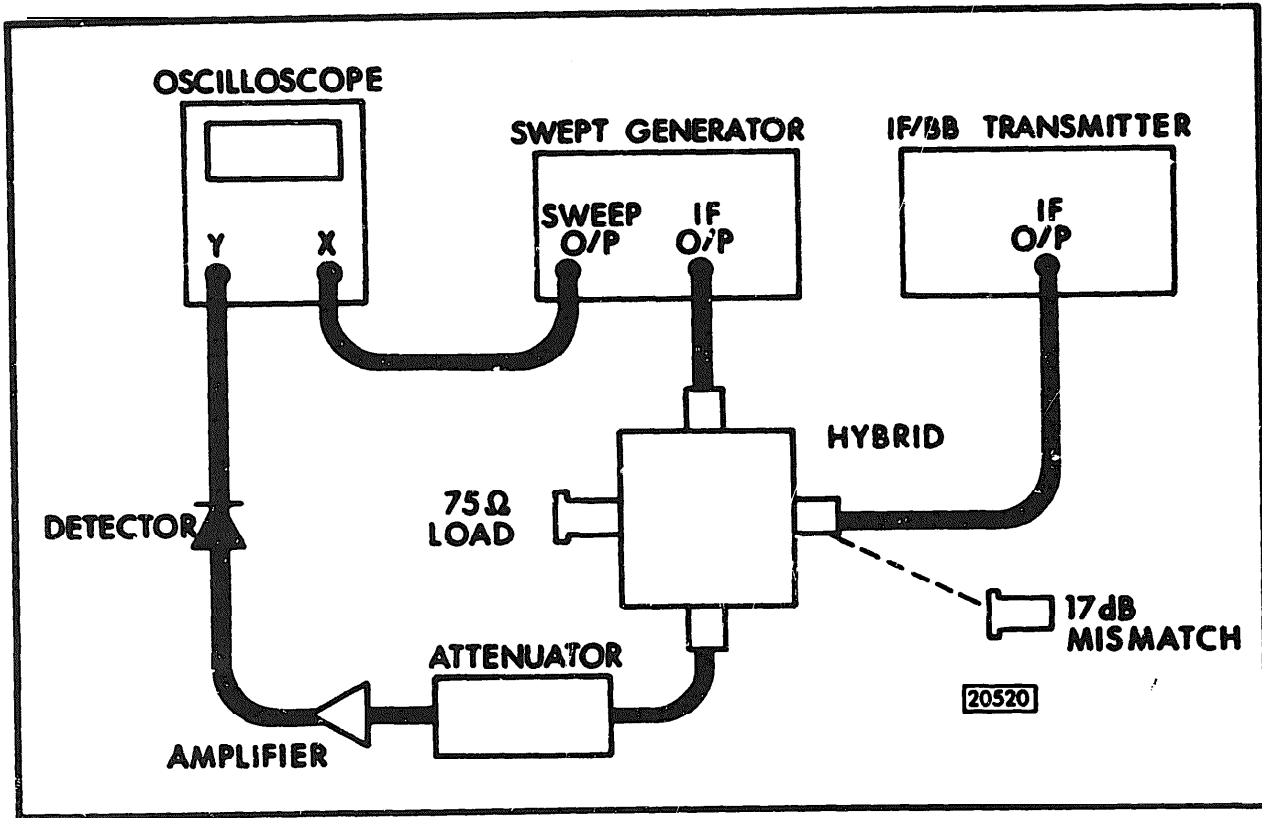 OSCILLOSCOPE
Y
X
SWEPT GENERATOR
SWEEP
O/P
IF
O/P
IF/BB TRANSMITTER
IF
O/P
HYBRID
75Ω
LOAD
DETECTOR
17dB
MISMATCH
ATTENUATOR
AMPLIFIER
20520